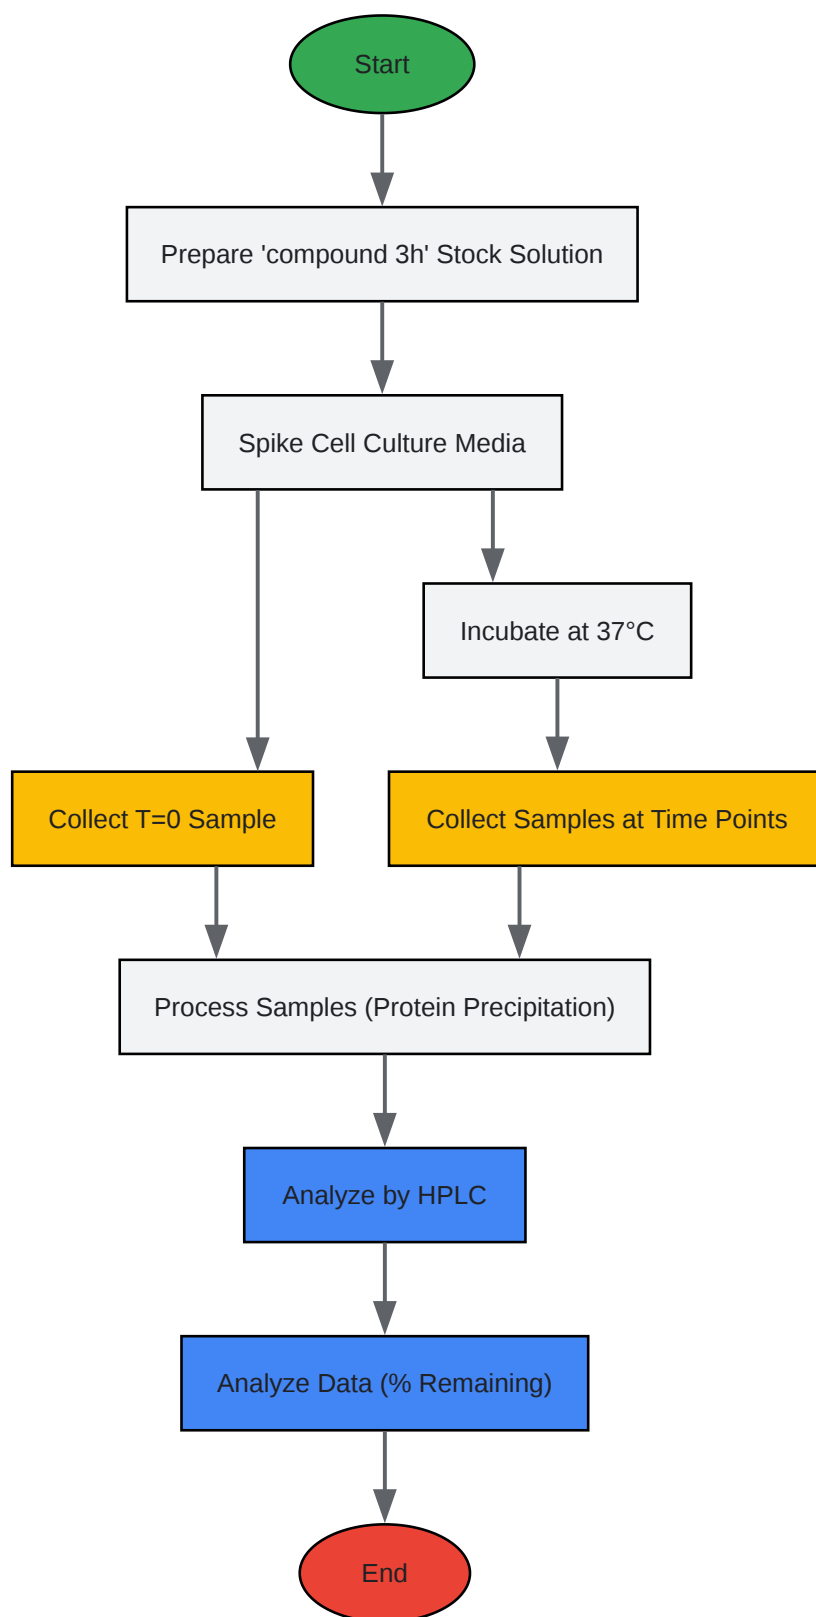 Start
Prepare 'compound 3h' Stock Solution
Spike Cell Culture Media
Incubate at 37°C
Collect T=0 Sample
Collect Samples at Time Points
Process Samples (Protein Precipitation)
Analyze by HPLC
Analyze Data (% Remaining)
End